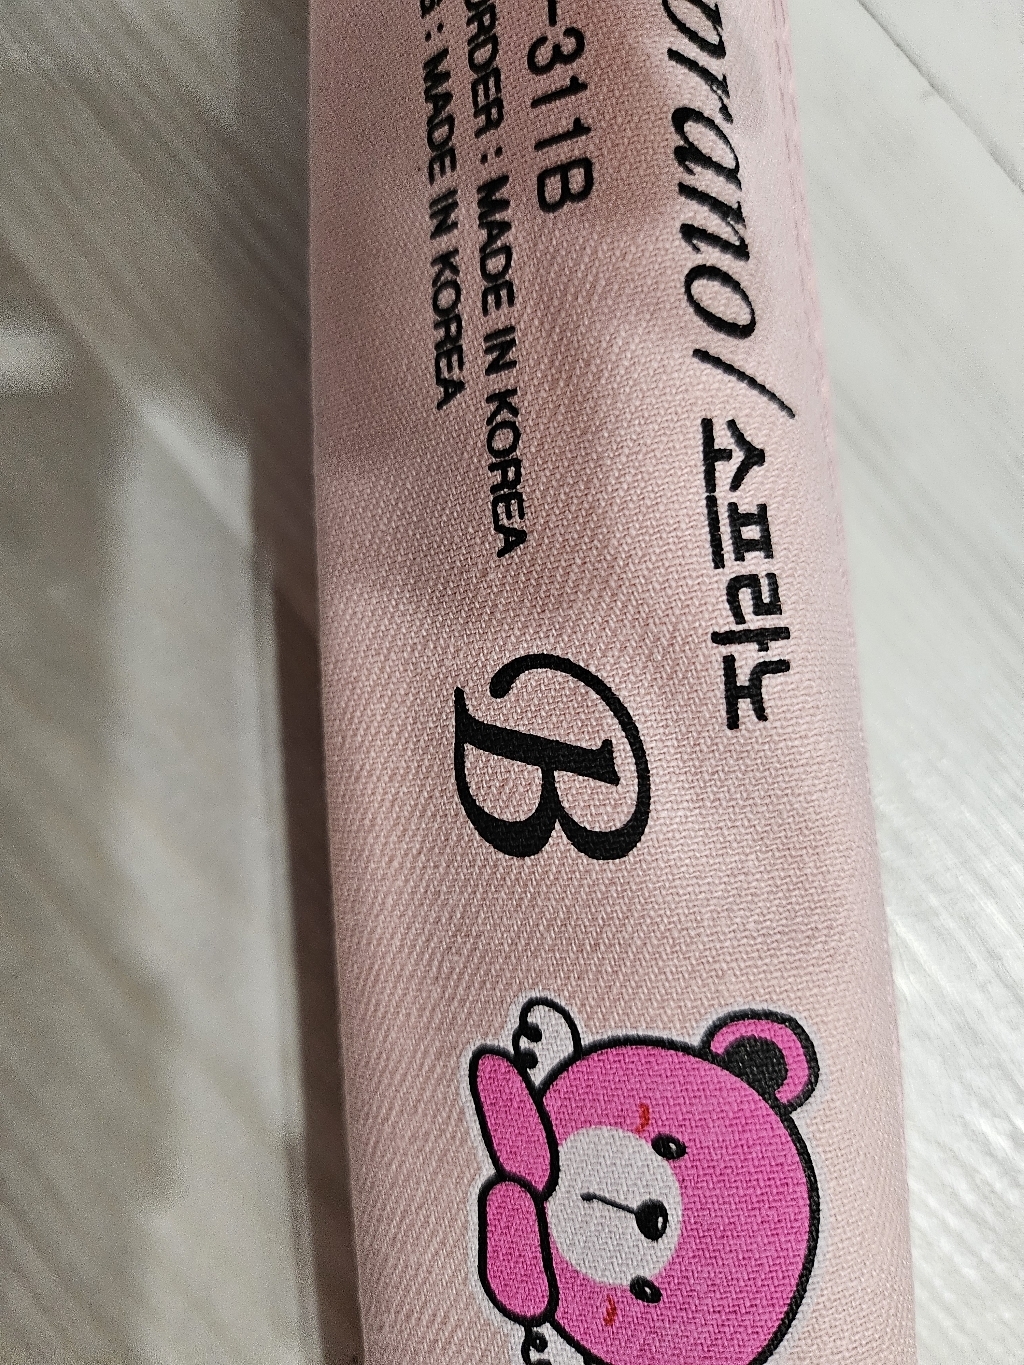 prano / 소프라노
-311B
ORDER : MADE IN KOREA
G : MADE IN KOREA
B